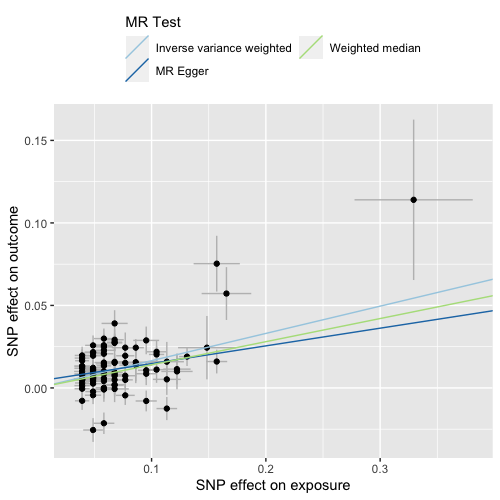 MR Test
Inverse variance weighted
Weighted median
MR Egger
0.15
0.10
0.05
0.00
SNP effect on outcome
0.1
0.2
0.3
SNP effect on exposure